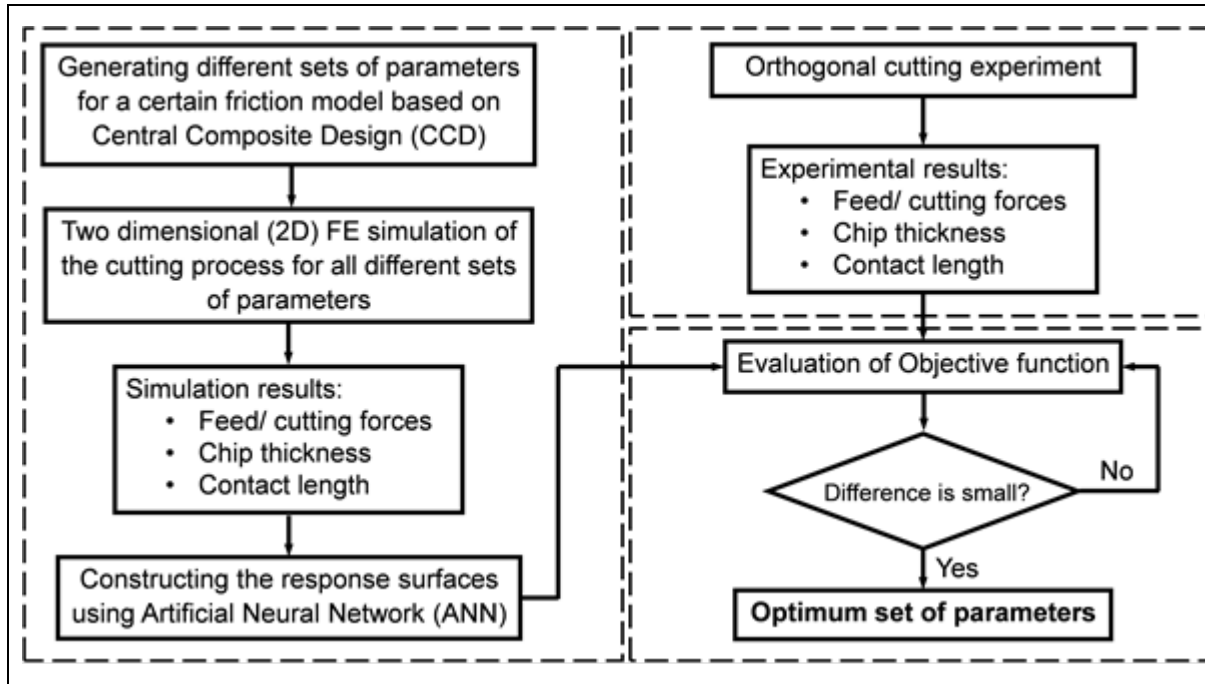 Generating different sets of parameters
for a certain friction model based on
Central Composite Design (CCD)
Two dimensional (2D) FE simulation of
the cutting process for all different sets
of parameters
Simulation results:
• Feed/ cutting forces
• Chip thickness
• Contact length
Constructing the response surfaces
using Artificial Neural Network (ANN)
Orthogonal cutting experiment
Experimental results:
• Feed/ cutting forces
• Chip thickness
• Contact length
Evaluation of Objective function
Difference is small?
No
Yes
Optimum set of parameters